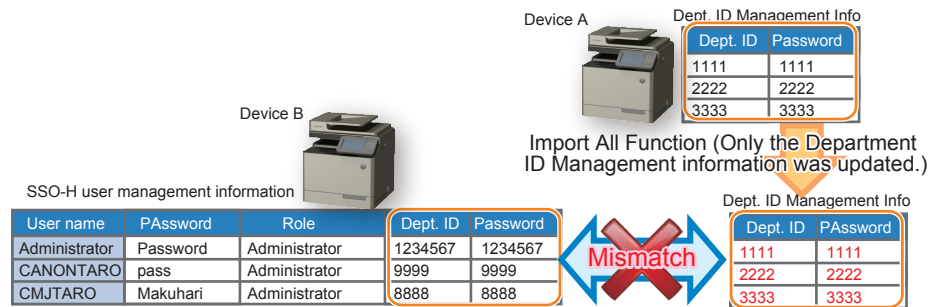 Device A
Dept. ID Management Info
Dept. ID Password
1111 1111
2222 2222
3333 3333
Device B
Import All Function (Only the Department
ID Management information was updated.)
SSO-H user management information
Dept. ID Management Info
User name PAssword Role Dept. ID Password
Administrator Password Administrator 1234567 1234567
CANONTARO pass Administrator 9999 9999
CMJTARO Makuhari Administrator 8888 8888
Mismatch
Dept. ID PAssword
1111 1111
2222 2222
3333 3333